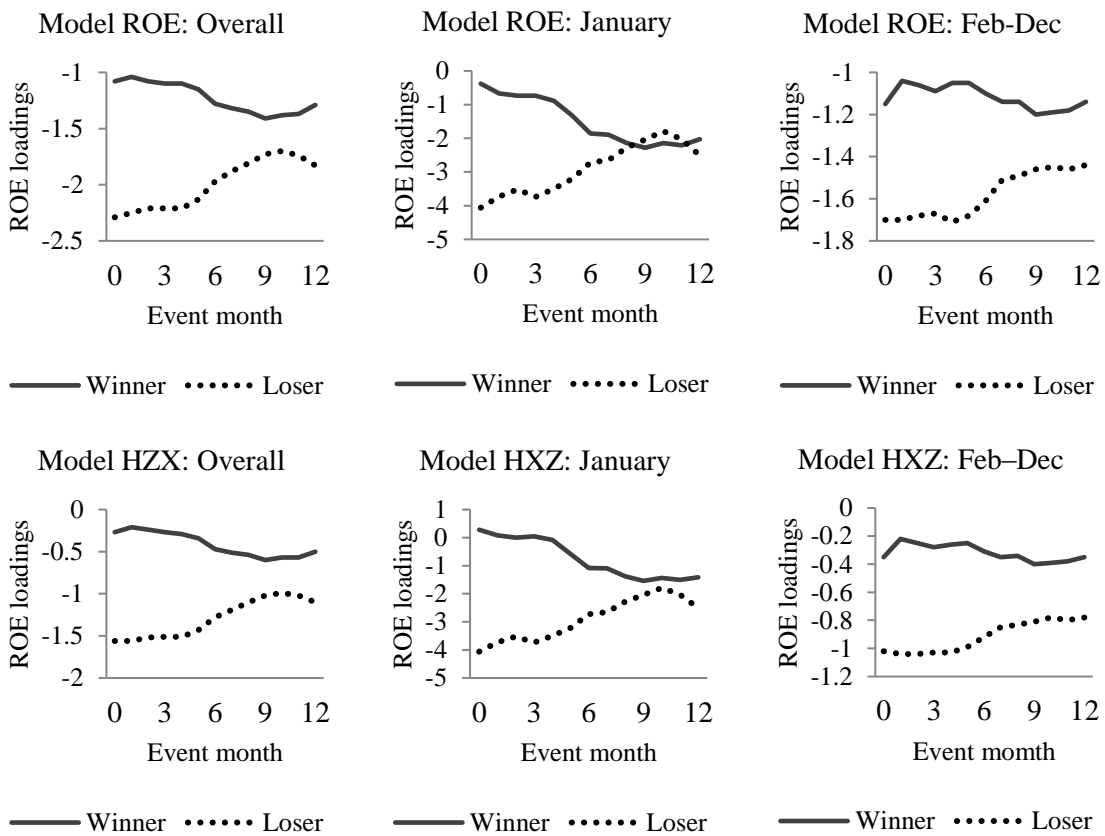 Model ROE: Overall
ROE loadings
-1
-1.5
-2
-2.5
0 3 6 9 12
Event month
Winner Loser
Model ROE: January
ROE loadings
0
-1
-2
-3
-4
-5
0 3 6 9 12
Event month
Winner Loser
Model ROE: Feb-Dec
ROE loadings
-1
-1.2
-1.4
-1.6
-1.8
0 3 6 9 12
Event month
Winner Loser
Model HZX: Overall
ROE loadings
0
-0.5
-1
-1.5
-2
0 3 6 9 12
Event month
Winner Loser
Model HXZ: January
ROE loadings
1
0
-1
-2
-3
-4
-5
0 3 6 9 12
Event month
Winner Loser
Model HXZ: Feb–Dec
ROE loadings
0
-0.2
-0.4
-0.6
-0.8
-1
-1.2
0 3 6 9 12
Event momth
Winner Loser